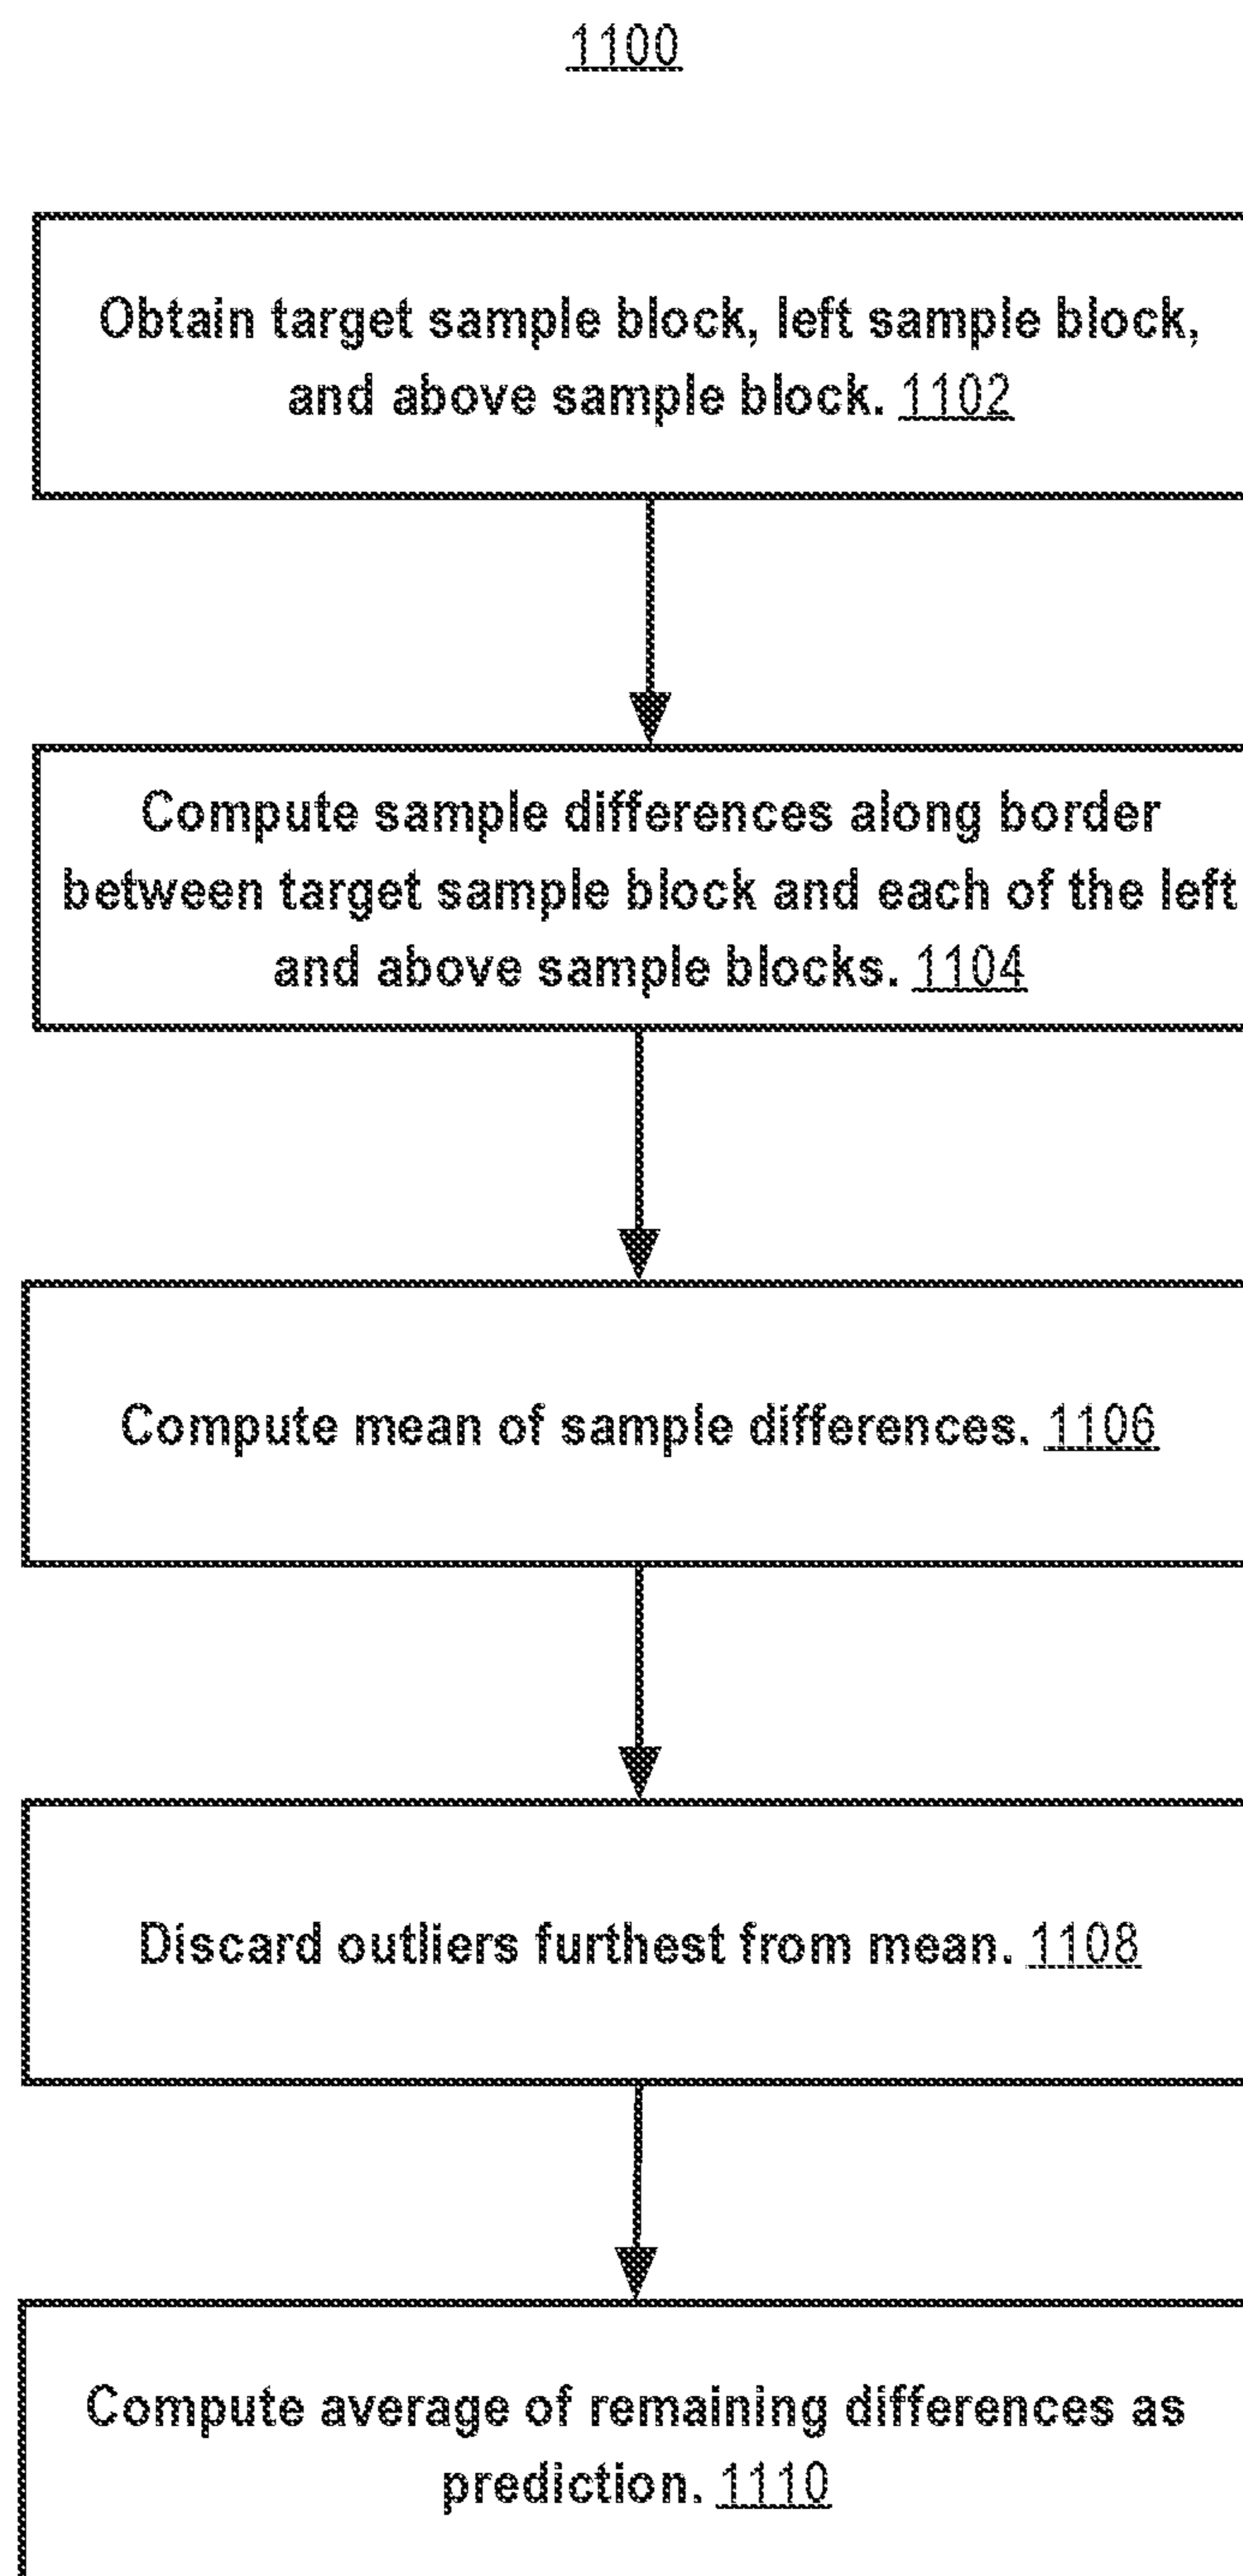 1100
Obtain target sample block, left sample block,
and above sample block. 1102
Compute sample differences along border
between target sample block and each of the left
and above sample blocks. 1104
Compute mean of sample differences. 1106
Discard outliers furthest from mean. 1108
Compute average of remaining differences as
prediction. 1110